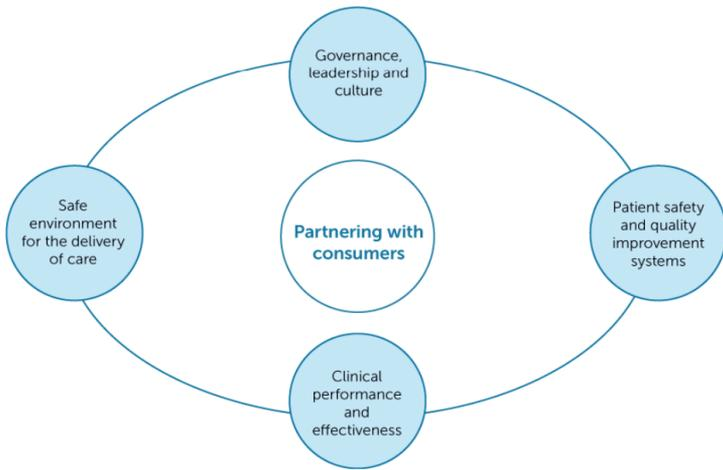 Governance,
leadership and
culture
Safe
environment
for the delivery
of care
Partnering with
consumers
Patient safety
and quality
improvement
systems
Clinical
performance
and
effectiveness